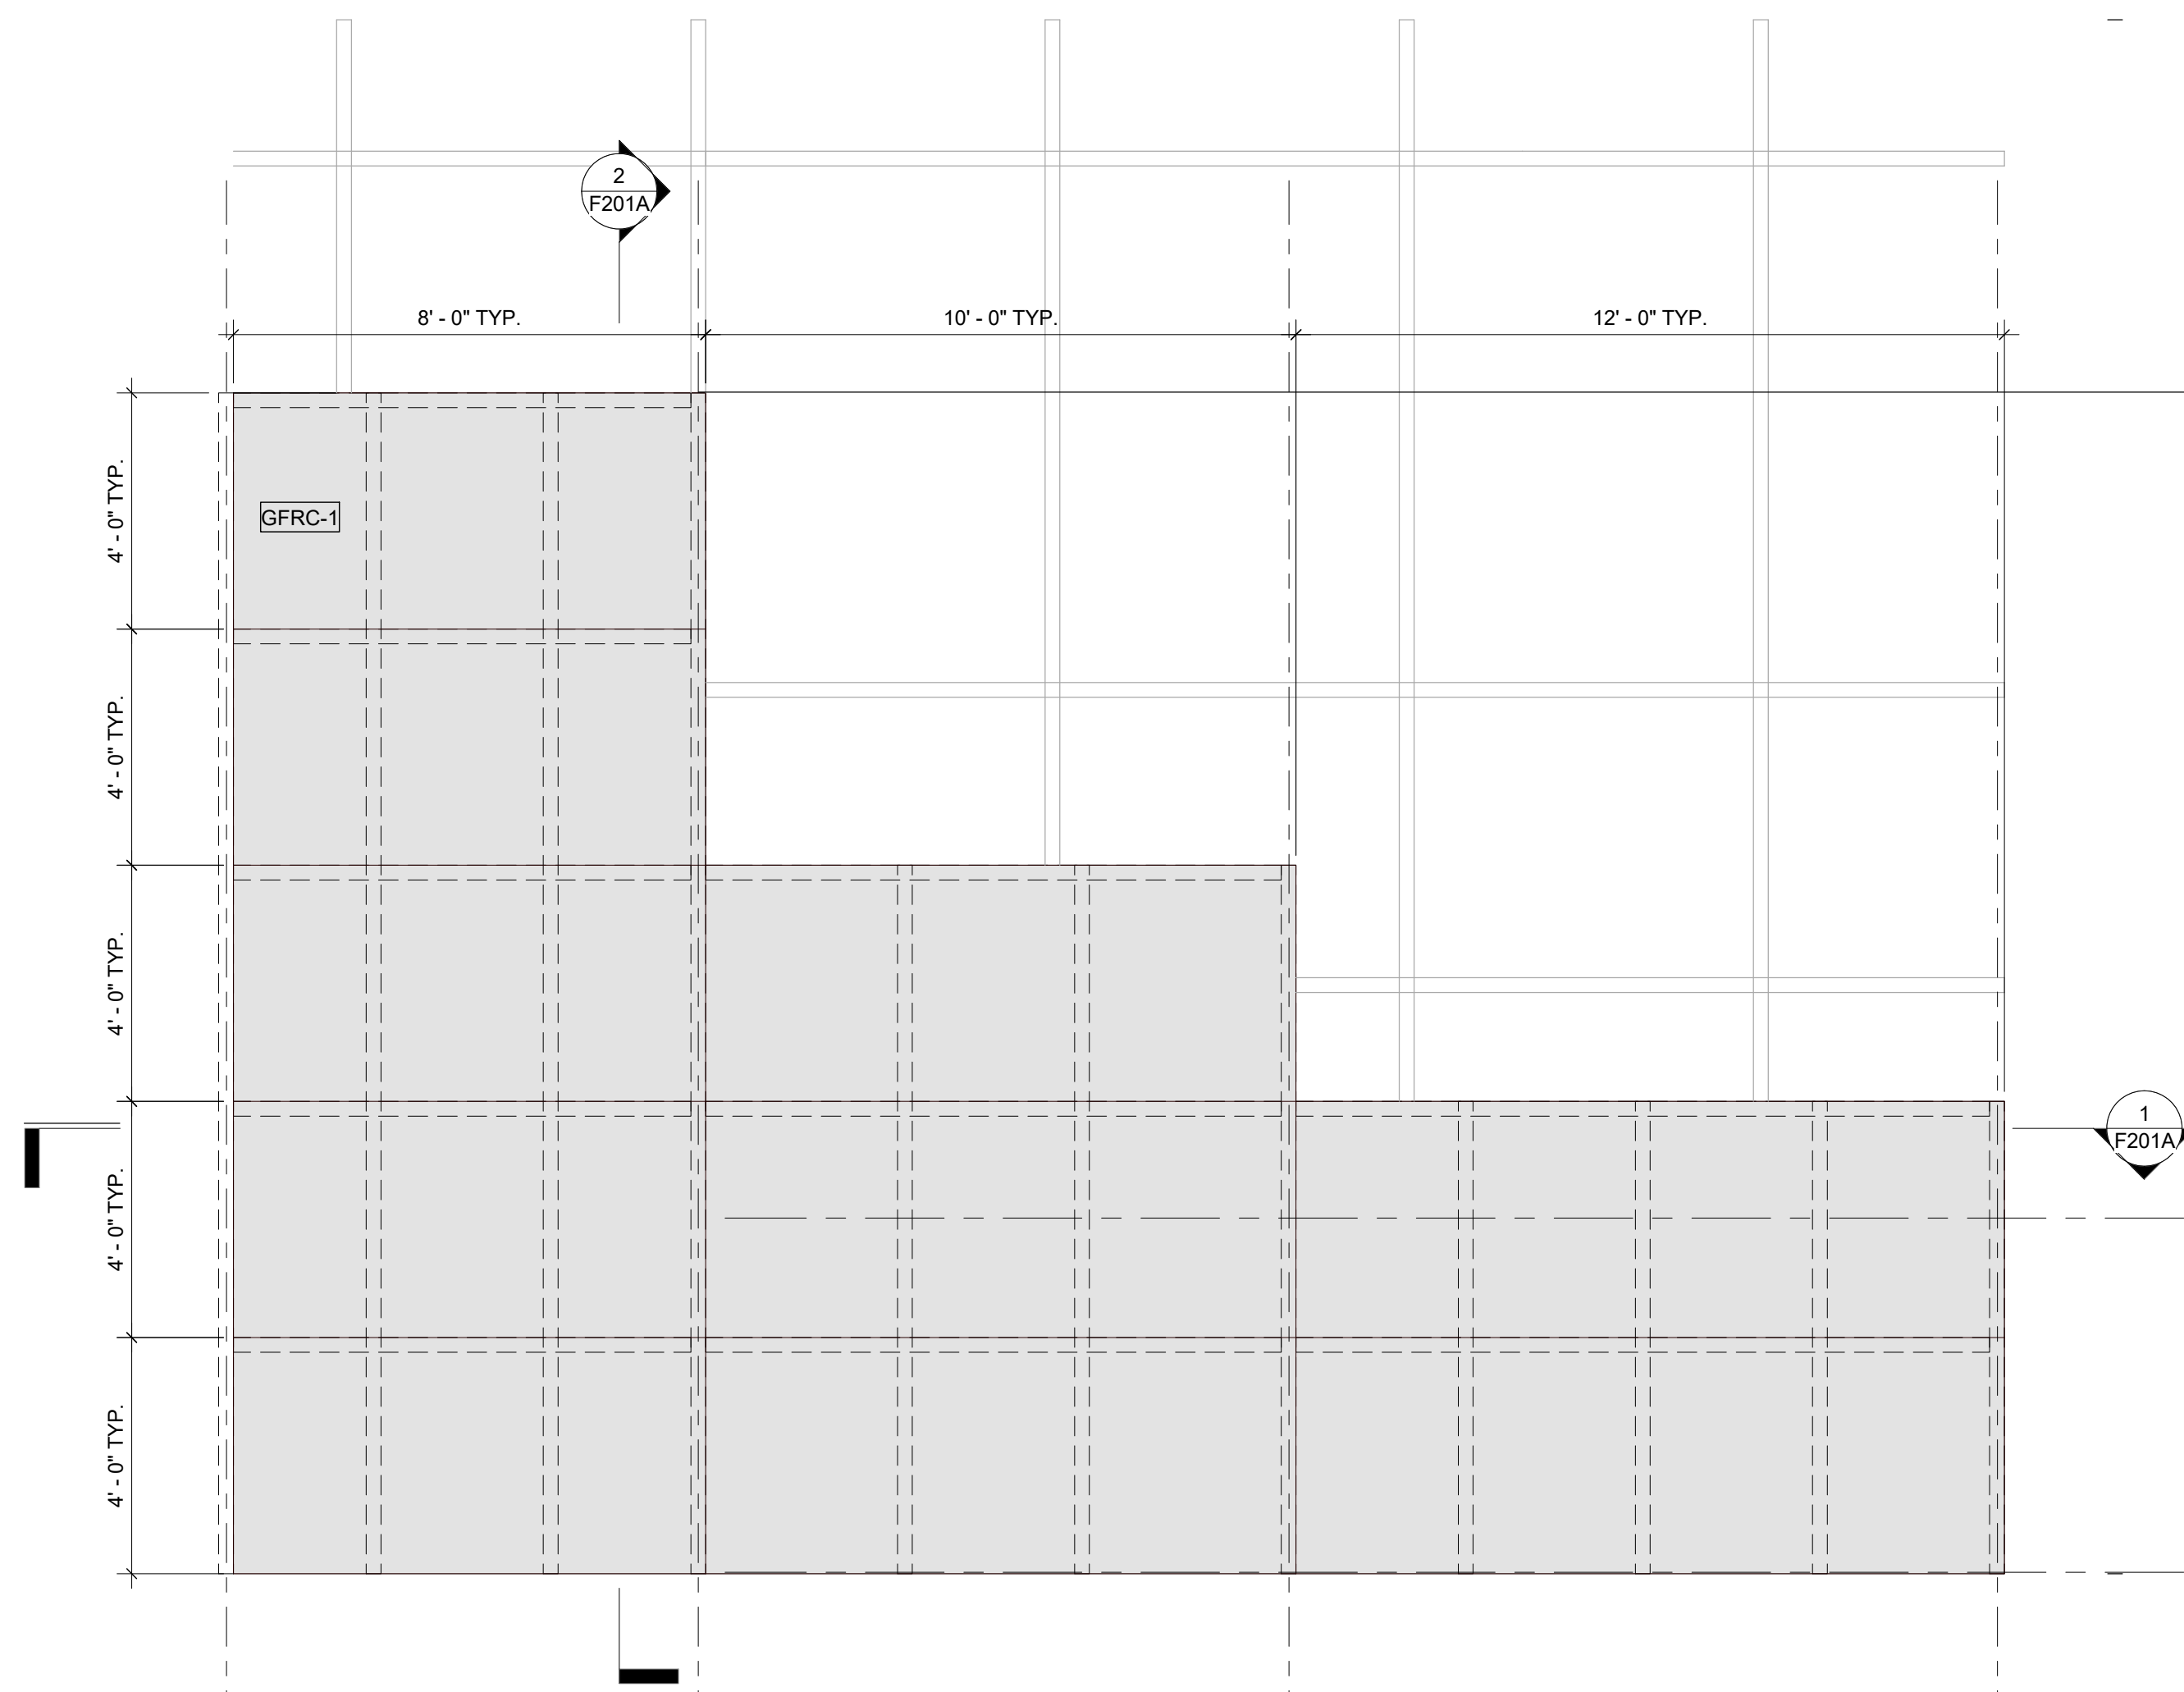 2
F201A
8' - 0" TYP.
10' - 0" TYP.
12' - 0" TYP.
4' - 0" TYP.
GFRC-1
4' - 0" TYP.
4' - 0" TYP.
4' - 0" TYP.
1
F201A
4' - 0" TYP.